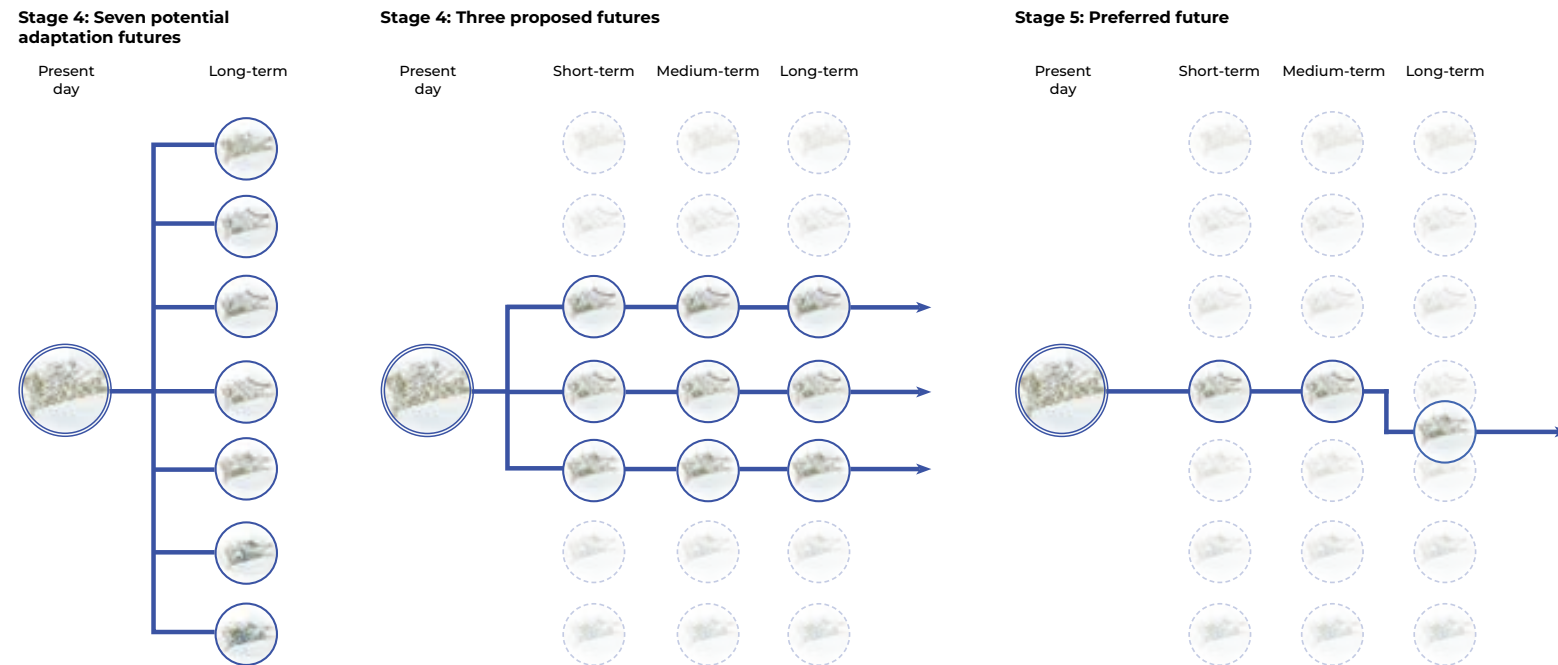 Stage 4: Seven potential
adaptation futures
Present
day
Long-term
Stage 4: Three proposed futures
Present
day
Short-term
Medium-term
Long-term
Stage 5: Preferred future
Present
day
Short-term
Medium-term
Long-term